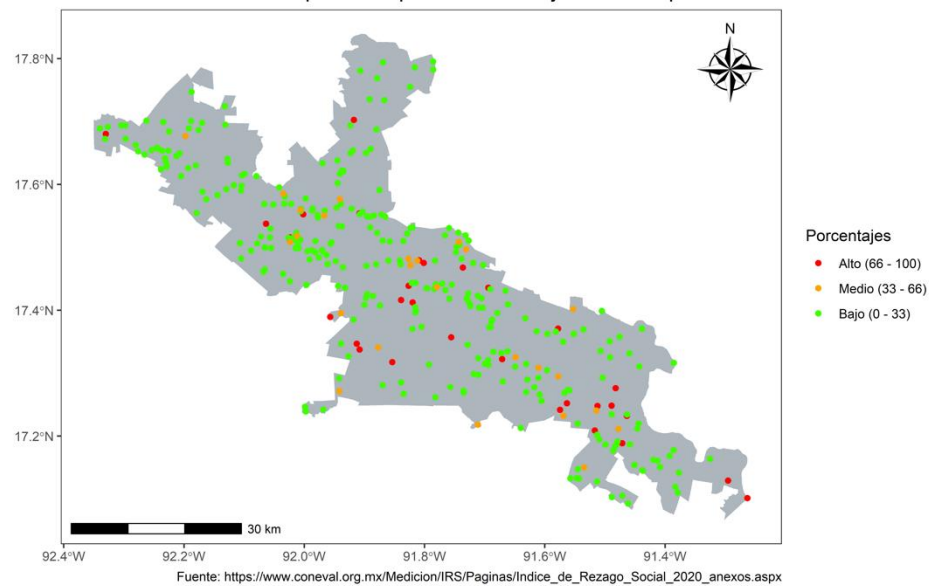 N
17.8°N
17.6°N
17.4°N
17.2°N
92.4°W 92.2°W 92.0°W 91.8°W 91.6°W 91.4°W
30 km
Porcentajes
Alto (66 - 100)
Medio (33 - 66)
Bajo (0 - 33)
Fuente: https://www.coneval.org.mx/Medicion/IRS/Paginas/Indice_de_Rezago_Social_2020_anexos.aspx